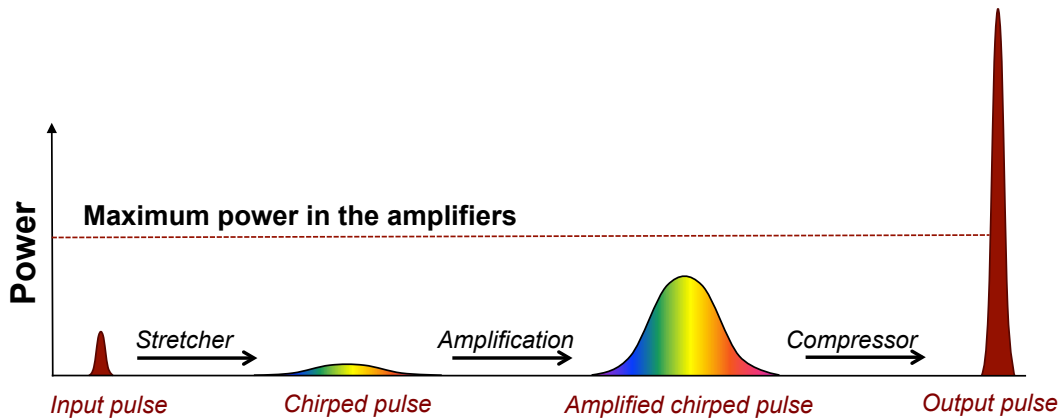 Power
Maximum power in the amplifiers
Stretcher
Amplification
Compressor
Input pulse
Chirped pulse
Amplified chirped pulse
Output pulse